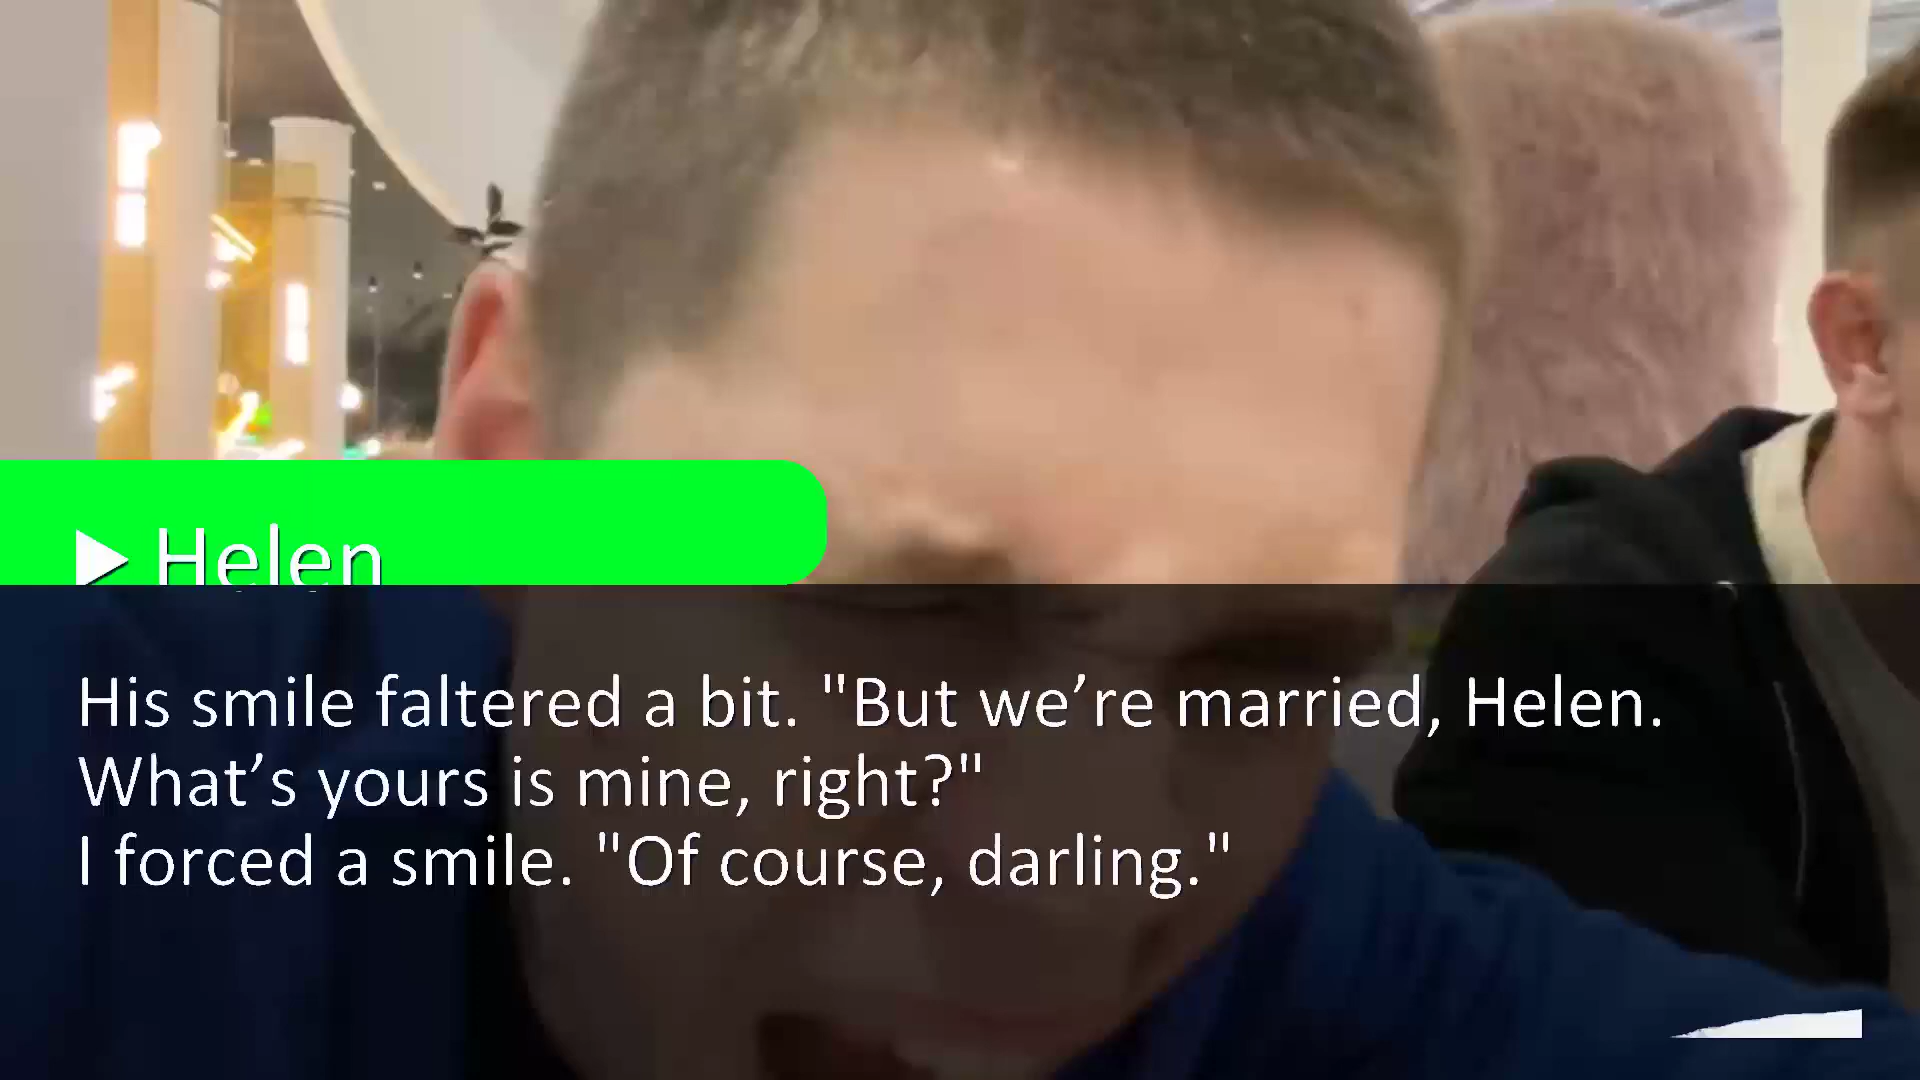 Helen
His smile faltered a bit. "But we’re married, Helen.
What’s yours is mine, right?"
I forced a smile. "Of course, darling."